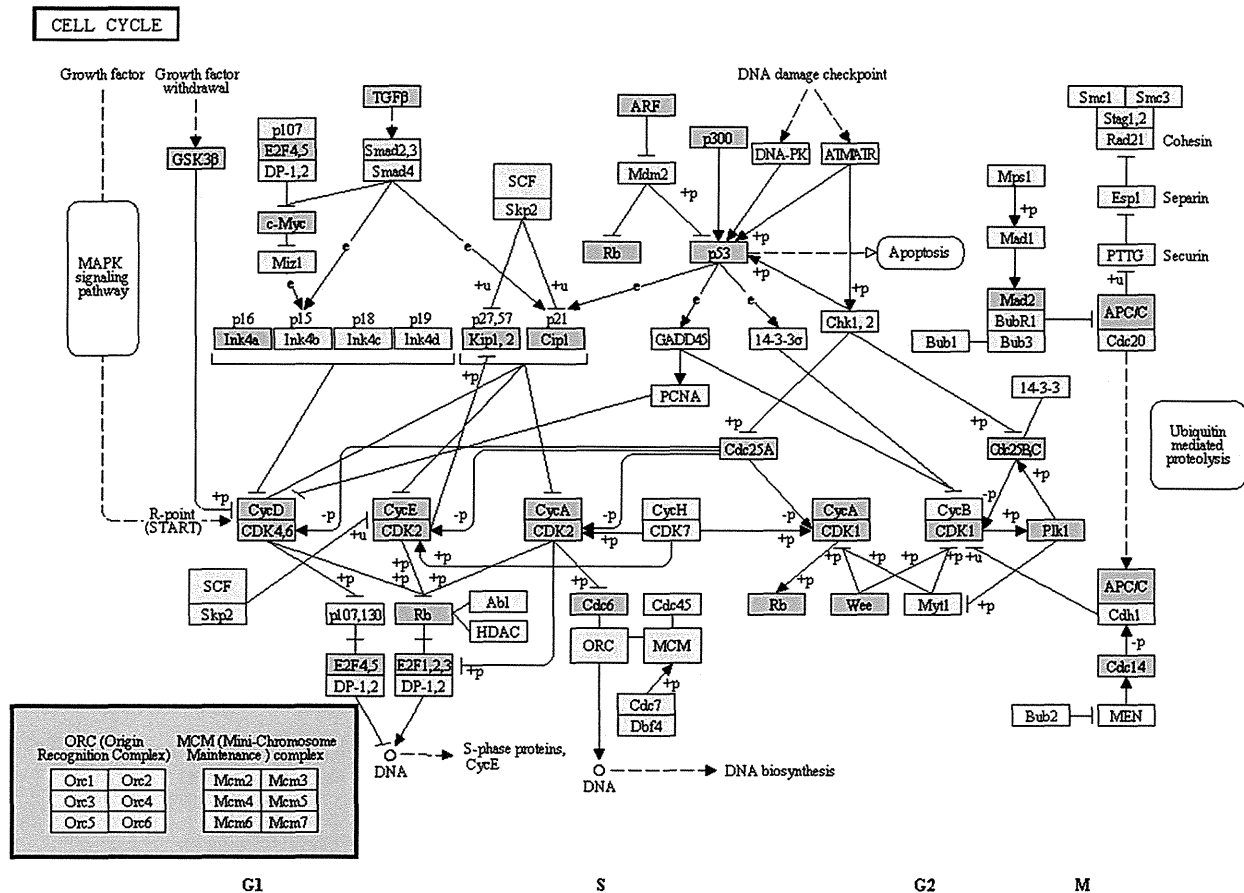 CELL CYCLE
Growth factor
Growth factor
withdrawal
DNA damage checkpoint
TGFβ
ARF
p300
DNA-PK
ATM/ATR
Smc1
Smc3
Stag1,2
Rad21
Cohesin
p107
E2F4,5
DP-1,2
GSK3β
Smad2,3
Smad4
SCF
Skp2
Mdm2
+p
Mps1
+p
Esp1
Separin
c-Myc
Miz1
Rb
p53
+p
+p
Apoptosis
Mad1
PTTG
Securin
+u
MAPK
signaling
pathway
e
e
e
+u
+u
e
e
e
+p
Mad2
BubR1
Bub3
Bub1
APC/C
Cdc20
p16
p15
p18
p19
p27,57
p21
Ink4a
Ink4b
Ink4c
Ink4d
Kip1, 2
Cip1
GADD45
14-3-3σ
Chk1, 2
+p
PCNA
14-3-3
+p
+p
Cdc25A
Cdc25B/C
Ubiquitin
mediated
proteolysis
+p
R-point
(START)
CycD
CDK4,6
-p
CycE
CDK2
-p
CycA
CDK2
-p
+p
CycH
CDK7
-p
+p
CycA
CDK1
CycB
CDK1
-p
+p
+p
Plk1
+u
+p
+p
+p
+p
+p
+p
+p
+p
+u
SCF
Skp2
p107,130
Rb
Abl
HDAC
Cdc6
Cdc45
ORC
MCM
Rb
Wee
Myt1
+p
APC/C
Cdh1
-p
Cdc14
E2F4,5
DP-1,2
E2F1,2,3
DP-1,2
+p
+p
Cdc7
Dbf4
Bub2
MEN
DNA
S-phase proteins,
CycE
DNA
DNA biosynthesis
ORC (Origin
Recognition Complex)
MCM (Mini-Chromosome
Maintenance ) complex
Orc1
Orc2
Mcm2
Mcm3
Orc3
Orc4
Mcm4
Mcm5
Orc5
Orc6
Mcm6
Mcm7
G1
S
G2
M